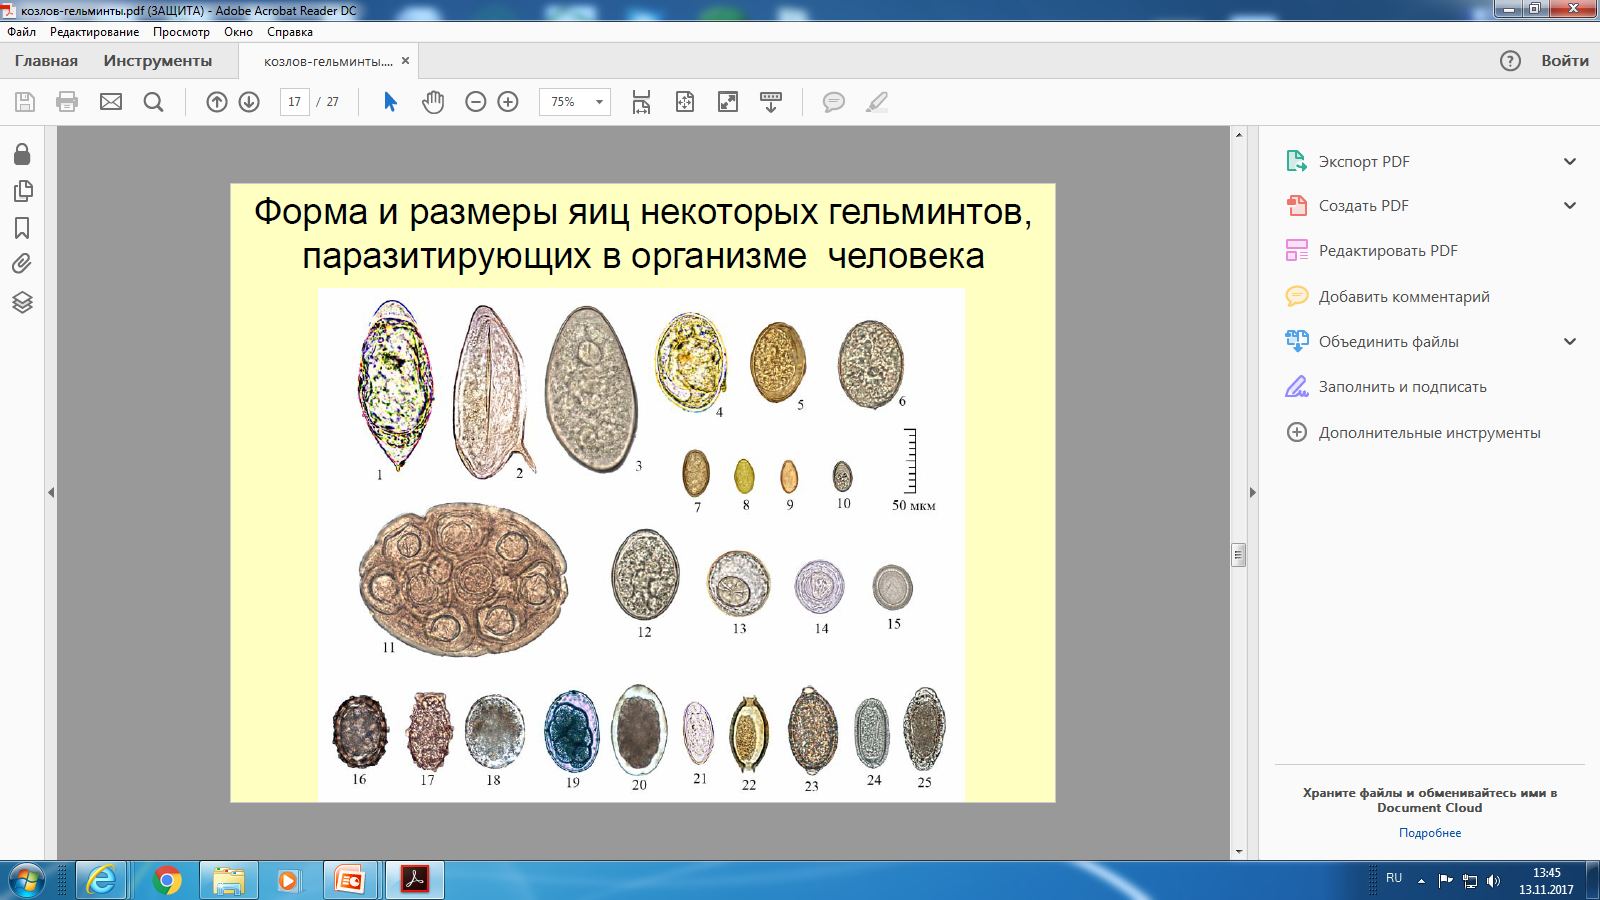 козлов-гельминты.pdf (ЗАЩИТА) - Adobe Acrobat Reader DC
Файл Редактирование Просмотр Окно Справка
Главная Инструменты козлов-гельминты.... × Войти
17 / 27 75%
Форма и размеры яиц некоторых гельминтов,
паразитирующих в организме человека
1 2 3 4 5 6
7 8 9 10 50 мкм
11 12 13 14 15
16 17 18 19 20 21 22 23 24 25
Экспорт PDF
Создать PDF
Редактировать PDF
Добавить комментарий
Объединить файлы
Заполнить и подписать
Дополнительные инструменты
Храните файлы и обменивайтесь ими в
Document Cloud
Подробнее
RU 13:45
13.11.2017